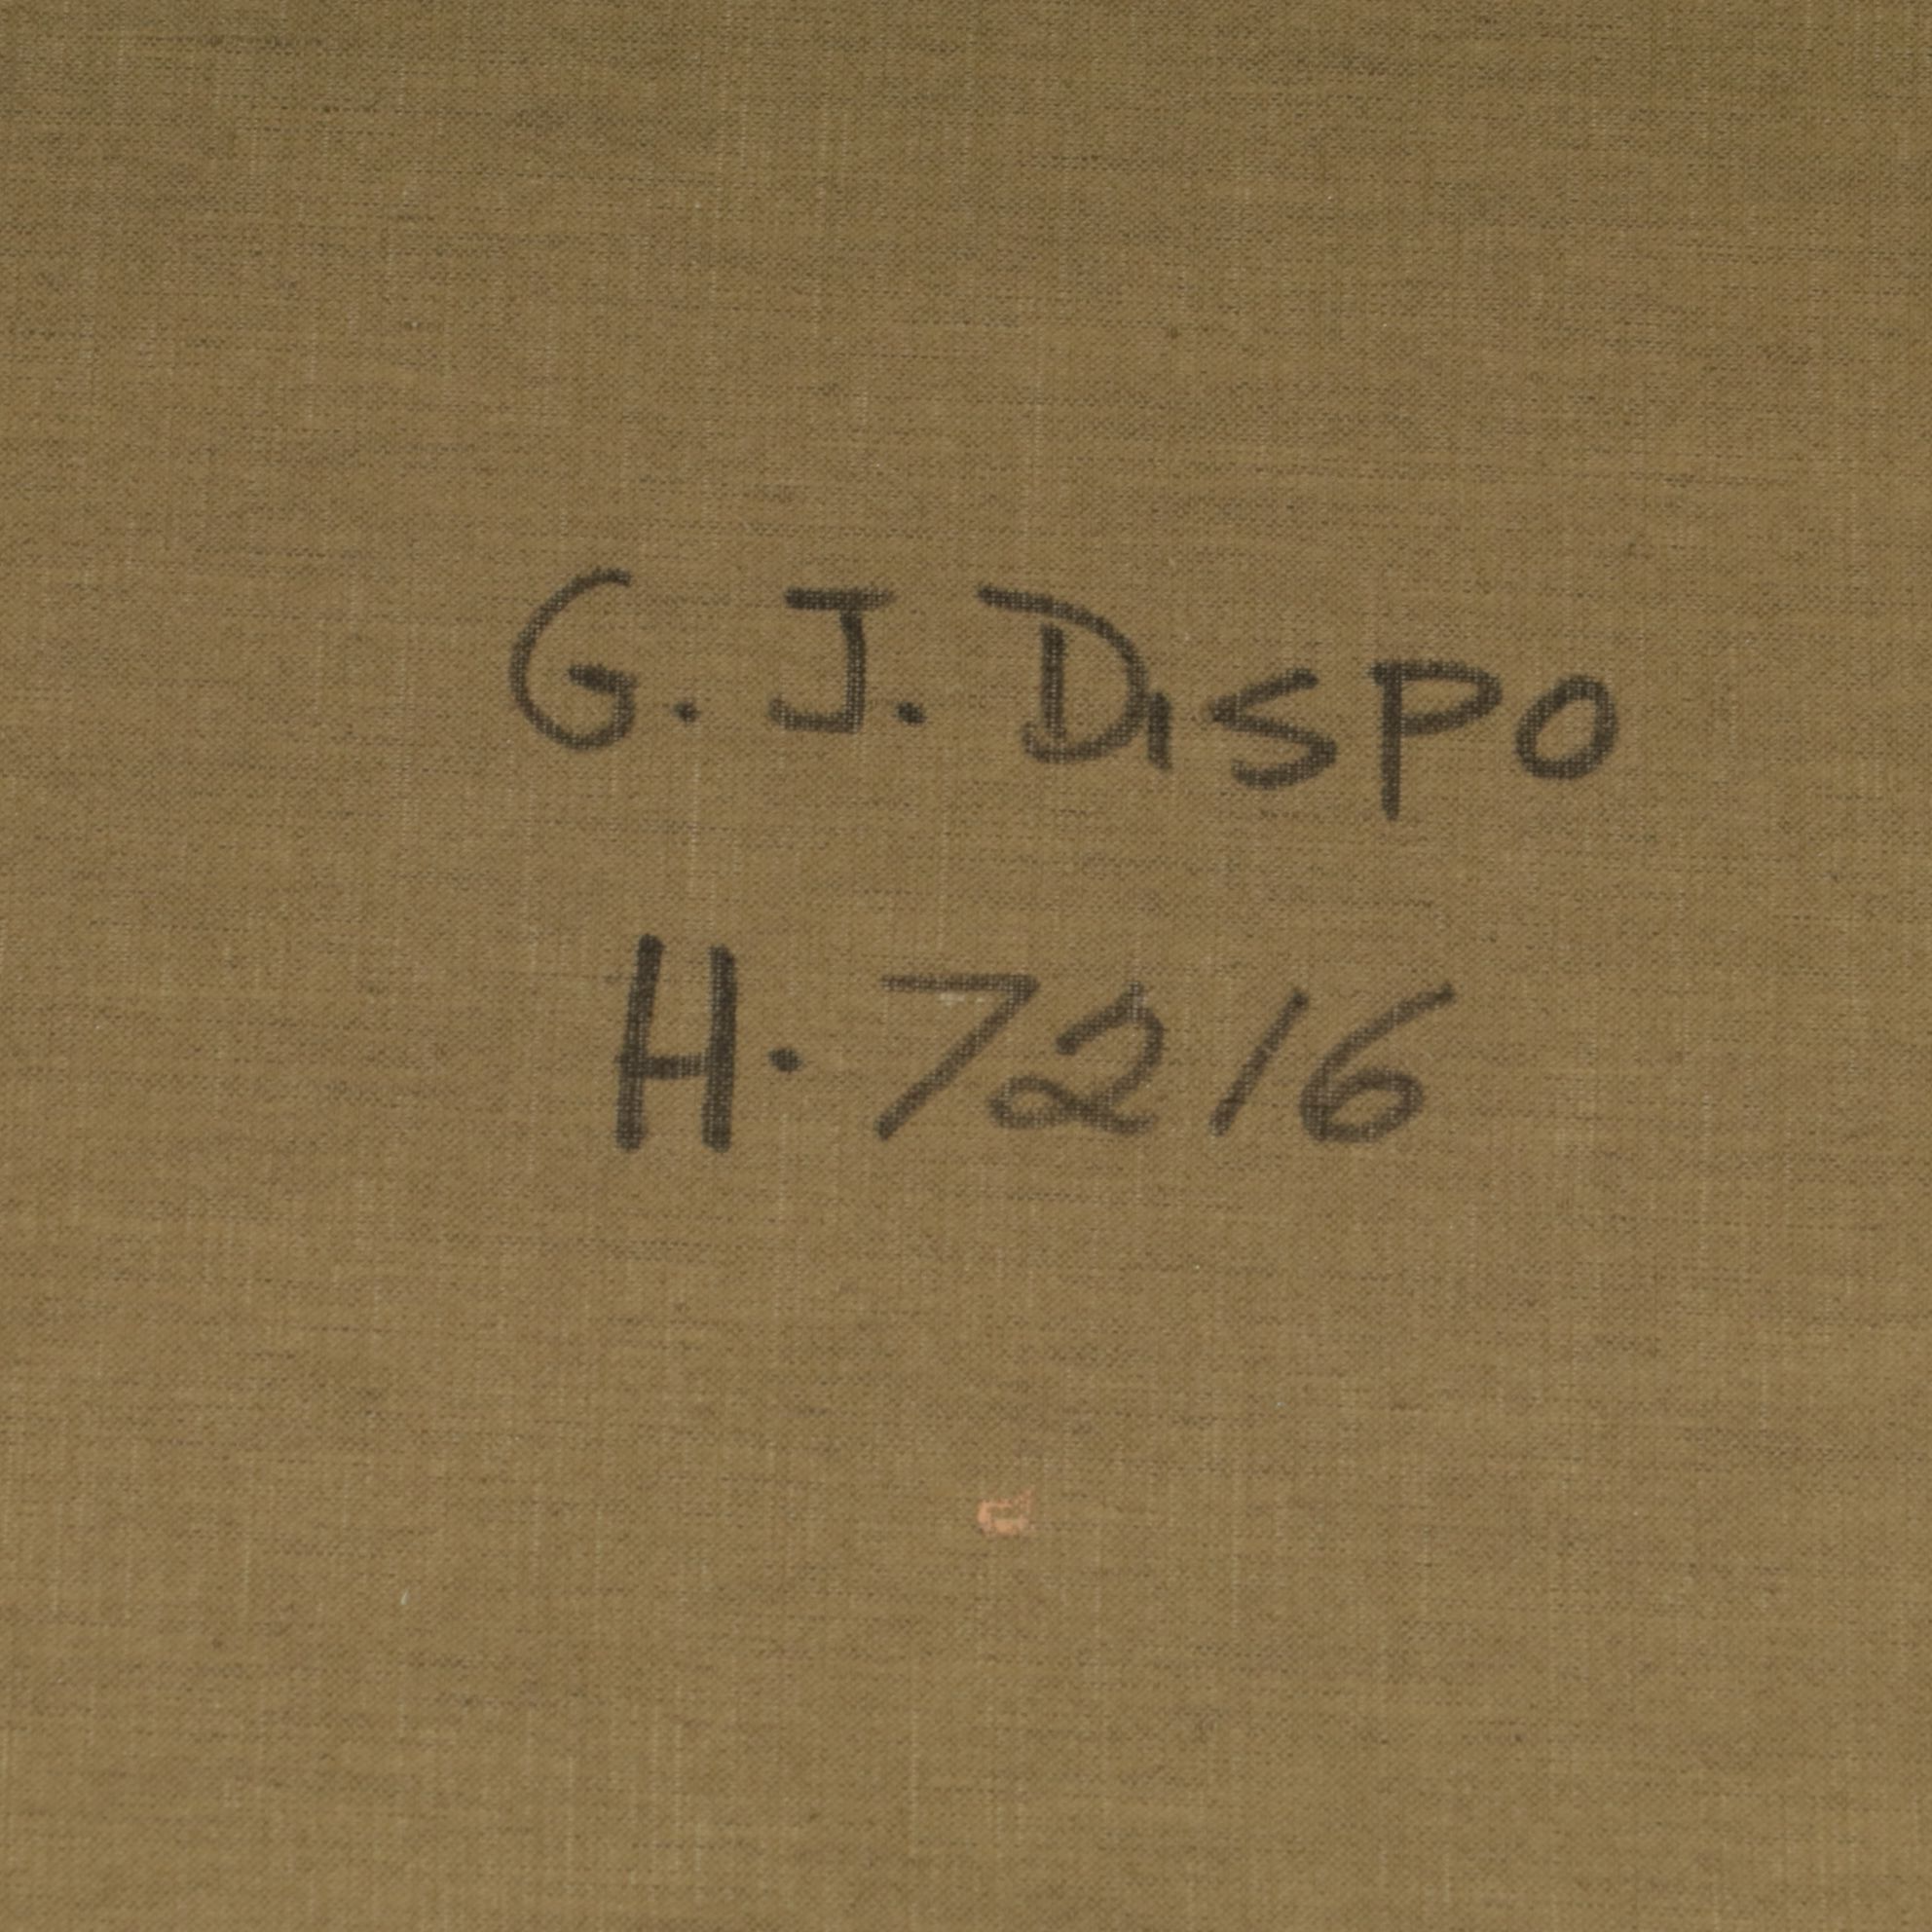 G. J. DISPO
H. 7216